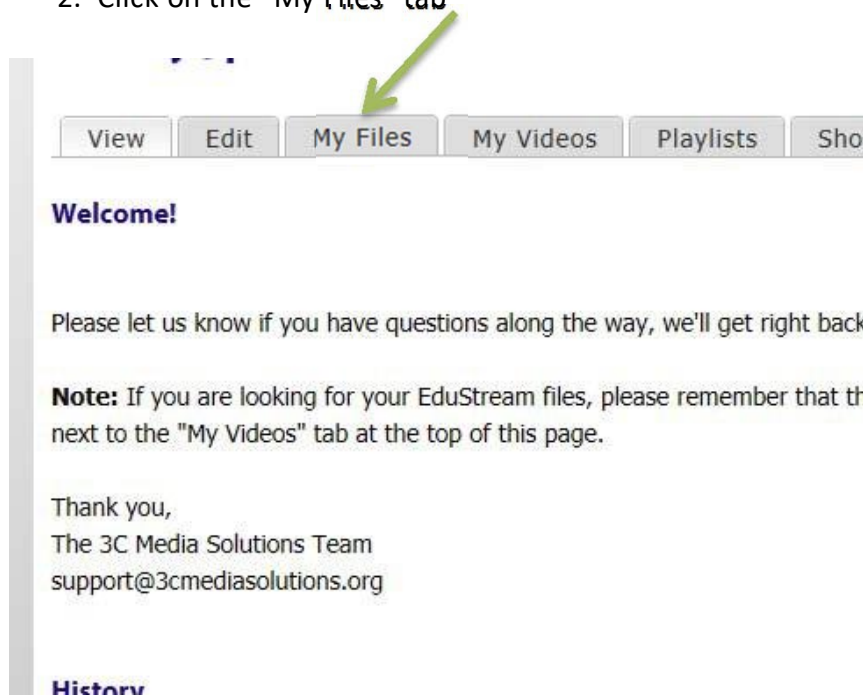 2. Click on the "My Files" tab
View Edit My Files My Videos Playlists Sho
Welcome!
Please let us know if you have questions along the way, we'll get right back
Note: If you are looking for your EduStream files, please remember that th
next to the "My Videos" tab at the top of this page.
Thank you,
The 3C Media Solutions Team
support@3cmediasolutions.org
History